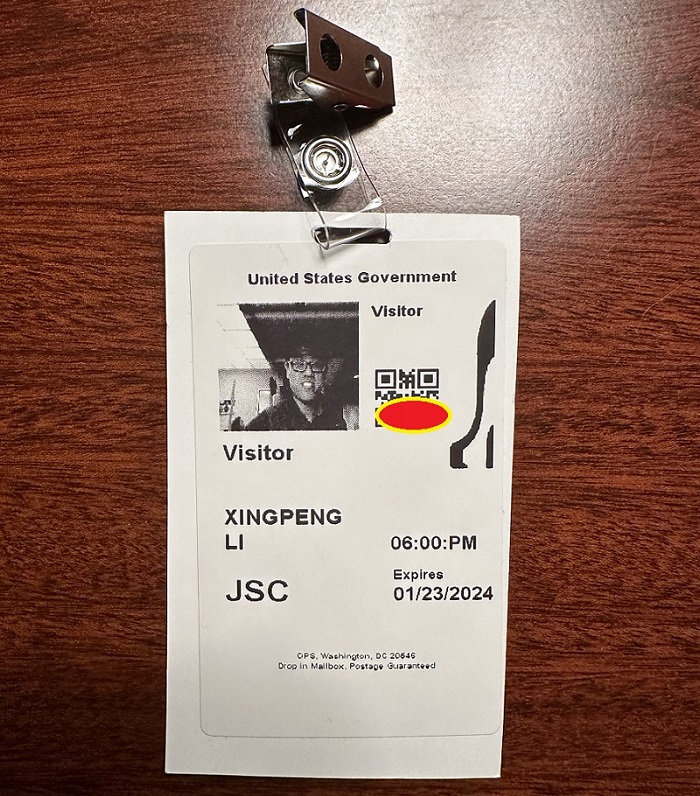 United States Government
Visitor
Visitor
XINGPENG
LI
06:00:PM
JSC
Expires
01/23/2024
OPS, Washington, DC 20546
Drop in Mailbox, Postage Guaranteed